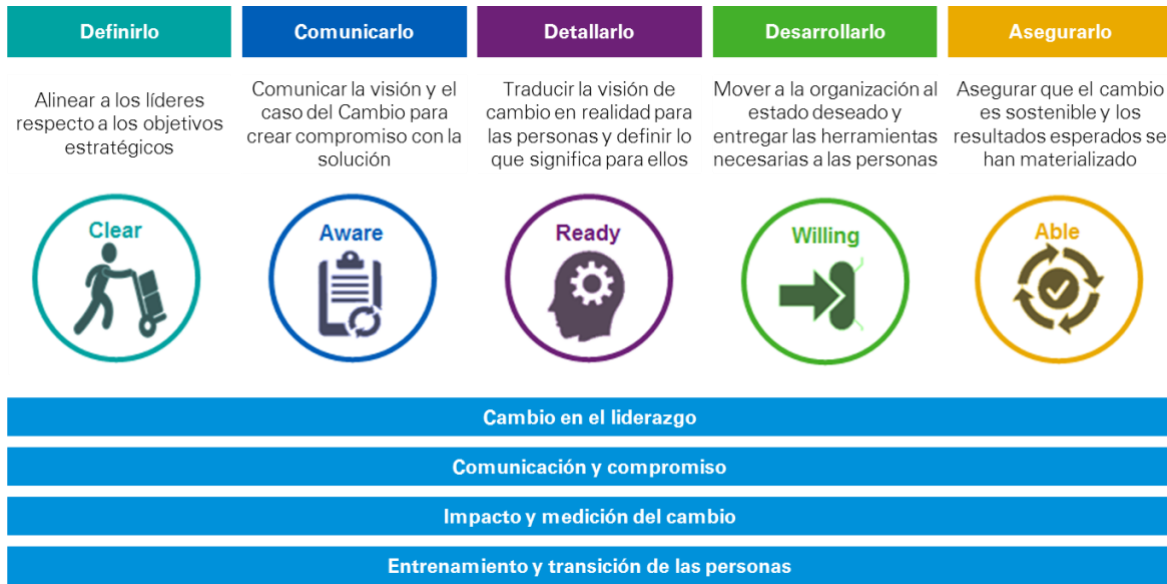 Definirlo
Comunicarlo
Detallarlo
Desarrollarlo
Asegurarlo
Alinear a los líderes
respecto a los objetivos
estratégicos
Comunicar la visión y el
caso del Cambio para
crear compromiso con la
solución
Traducir la visión de
cambio en realidad para
las personas y definir lo
que significa para ellos
Mover a la organización al
estado deseado y
entregar las herramientas
necesarias a las personas
Asegurar que el cambio
es sostenible y los
resultados esperados se
han materializado
Clear
Aware
Ready
Willing
Able
Cambio en el liderazgo
Comunicación y compromiso
Impacto y medición del cambio
Entrenamiento y transición de las personas